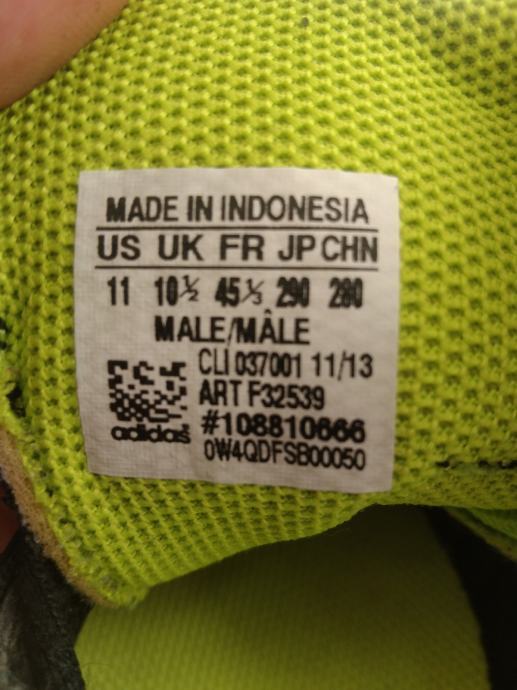 MADE IN INDONESIA
US UK FR JP CHN
11 10½ 45⅓ 290 280
MALE/MÂLE
CLI 037001 11/13
ART F32539
#108810666
adidas
0W4QDFSB00050